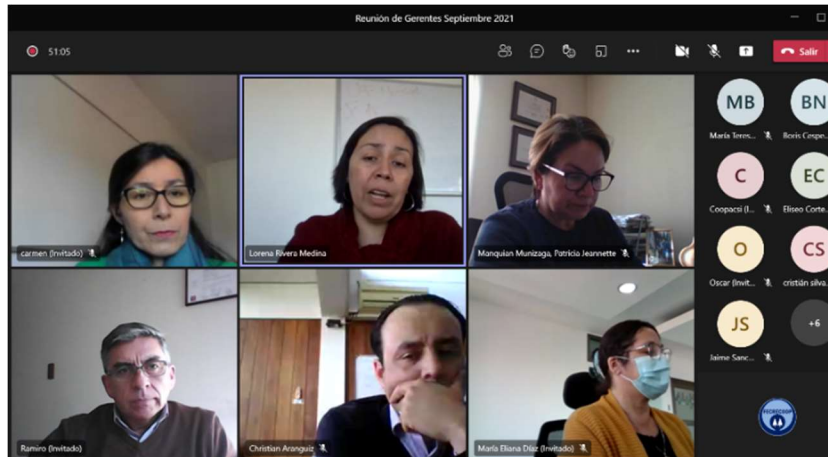 Reunión de Gerentes Septiembre 2021
51:05
Salir
carmen (Invitado)
Lorena Rivera Medina
Manquian Munizaga, Patricia Jeannette
Ramiro (Invitado)
Christian Aranguiz
María Eliana Díaz (Invitado)
MB
María Teres...
BN
Boris Cespe...
C
Coopacsi (I...
EC
Eliseo Corte...
O
Oscar (Invit...
CS
cristián silva...
JS
Jaime Sanc...
+6